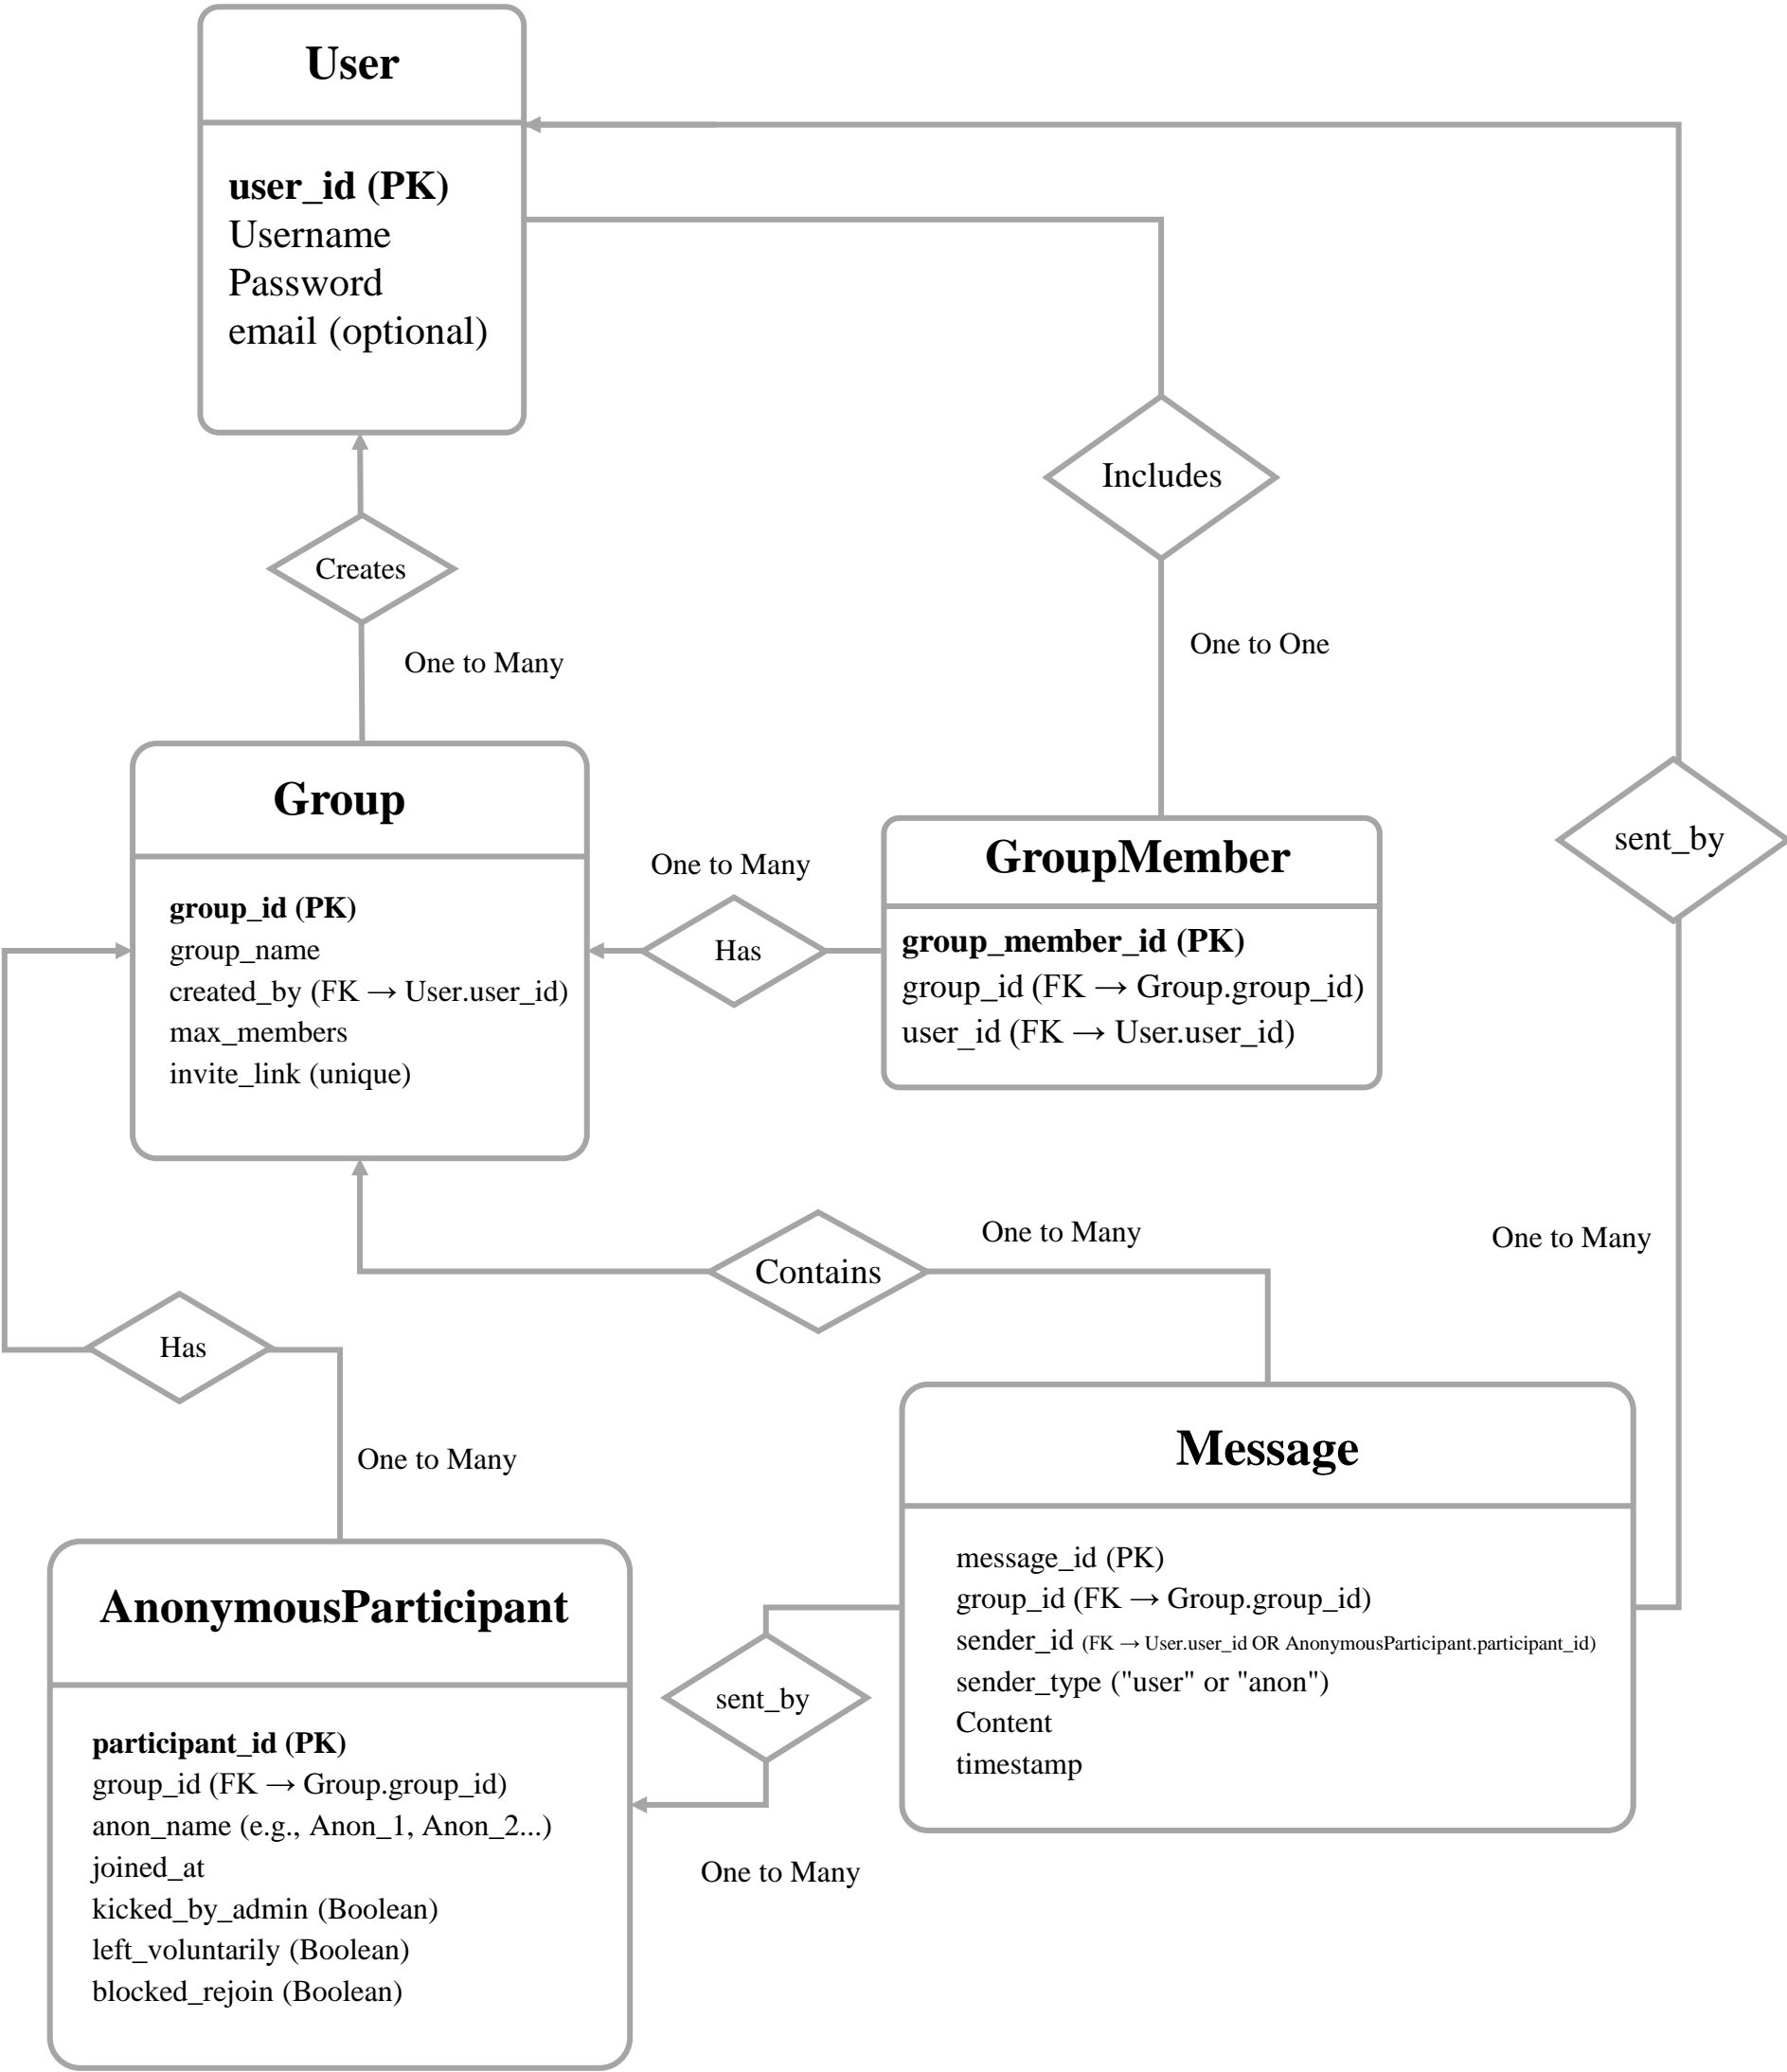 User
user_id (PK)
Username
Password
email (optional)
Includes
Creates
One to Many
One to One
Group
group_id (PK)
group_name
created_by (FK → User.user_id)
max_members
invite_link (unique)
One to Many
Has
GroupMember
group_member_id (PK)
group_id (FK → Group.group_id)
user_id (FK → User.user_id)
sent_by
One to Many
Contains
One to Many
Has
One to Many
Message
message_id (PK)
group_id (FK → Group.group_id)
sender_id (FK → User.user_id OR AnonymousParticipant.participant_id)
sender_type ("user" or "anon")
Content
timestamp
AnonymousParticipant
participant_id (PK)
group_id (FK → Group.group_id)
anon_name (e.g., Anon_1, Anon_2...)
joined_at
kicked_by_admin (Boolean)
left_voluntarily (Boolean)
blocked_rejoin (Boolean)
sent_by
One to Many